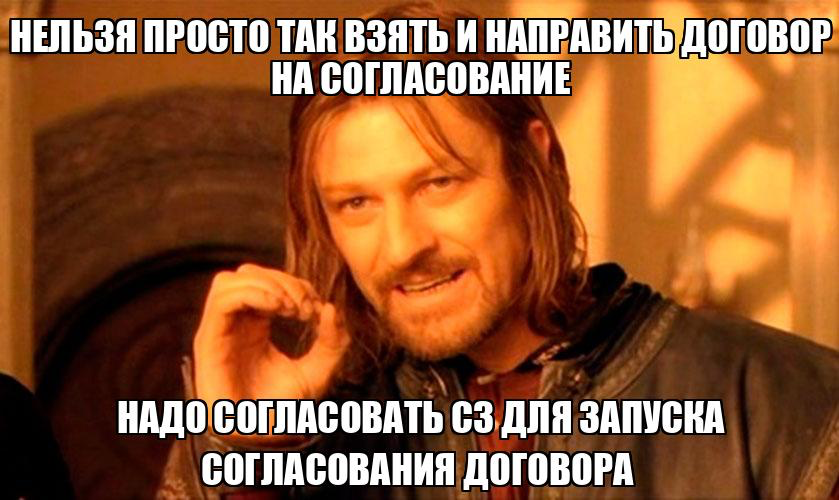 НЕЛЬЗЯ ПРОСТО ТАК ВЗЯТЬ И НАПРАВИТЬ ДОГОВОР
НА СОГЛАСОВАНИЕ
НАДО СОГЛАСОВАТЬ СЗ ДЛЯ ЗАПУСКА
СОГЛАСОВАНИЯ ДОГОВОРА